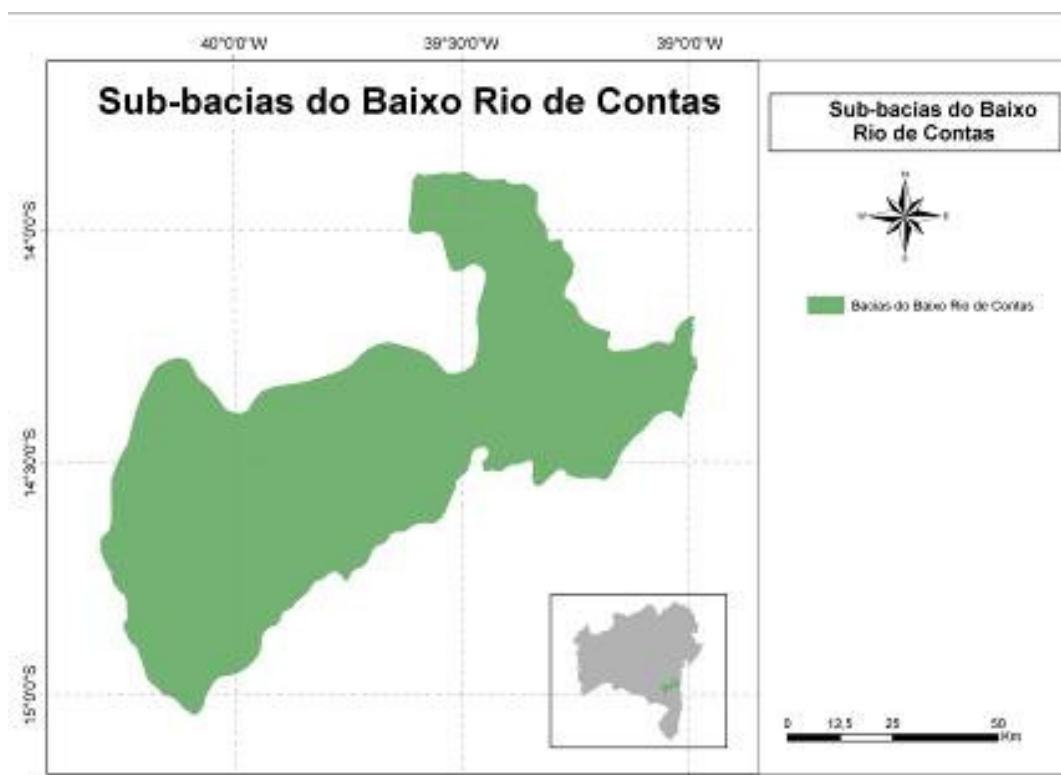 40°0'0"W
39°30'0"W
39°0'0"W
Sub-bacias do Baixo Rio de Contas
Sub-bacias do Baixo
Rio de Contas
N
W
E
S
14°0'0"S
Bacias do Baixo Rio de Contas
14°30'0"S
15°0'0"S
0 12,5 25 50
Km